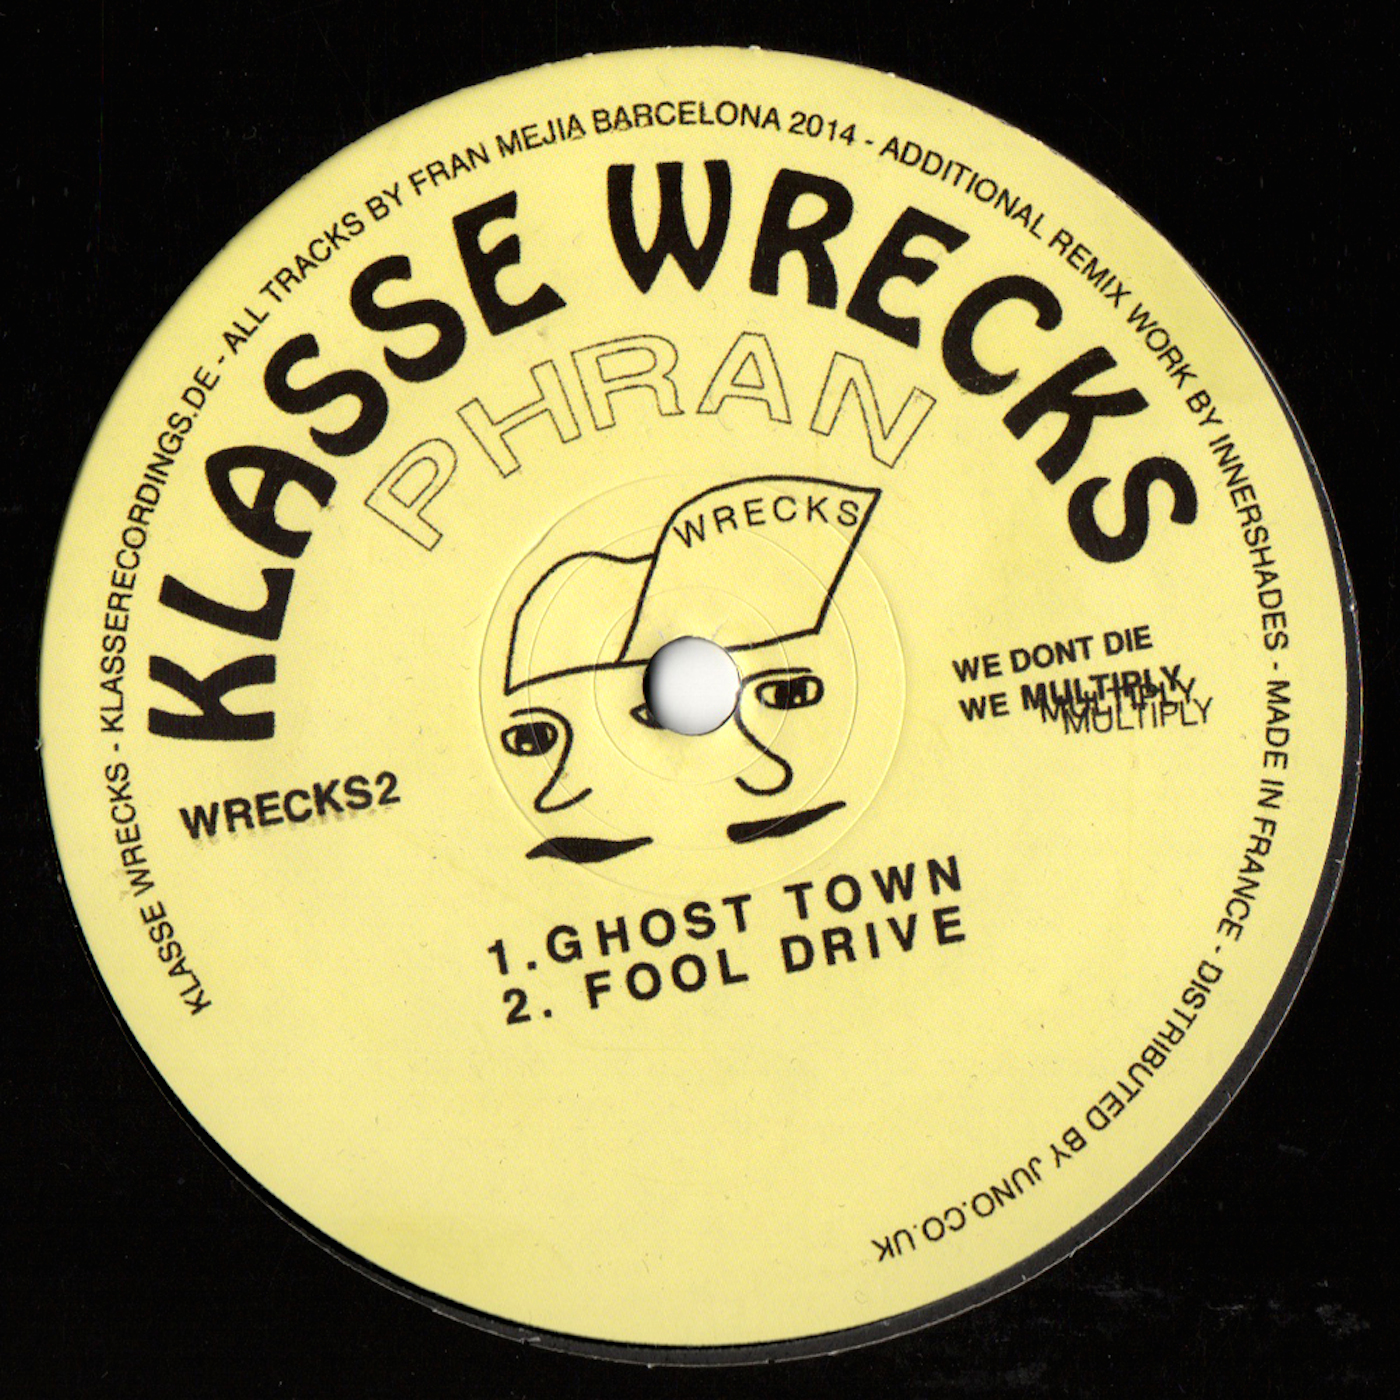 KLASSE WRECKS - KLASSERECORDINGS.DE - ALL TRACKS BY FRAN MEJIA BARCELONA 2014 - ADDITIONAL REMIX WORK BY INNERSHADES - MADE IN FRANCE - DISTRIBUTED BY JUNO.CO.UK
KLASSE WRECKS
PHRAN
WRECKS
WE DONT DIE
WE MULTIPLY
MULTIPLY
MULTIPLY
WRECKS2
1.GHOST TOWN
2. FOOL DRIVE